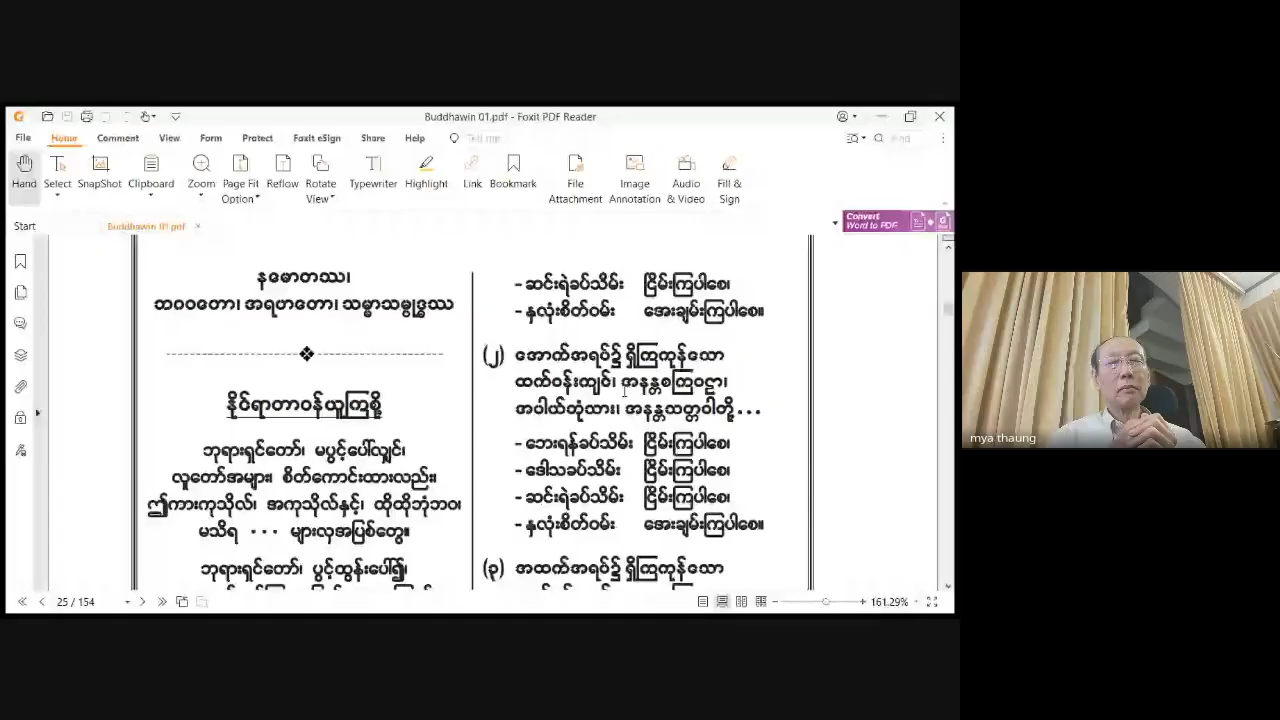 Buddhawin 01.pdf - Foxit PDF Reader
File Home Comment View Form Protect Foxit eSign Share Help Tell me Find
Hand Select SnapShot Clipboard Zoom Page Fit Option Reflow Rotate View Typewriter Highlight Link Bookmark File Attachment Image Annotation Audio & Video Fill & Sign
Start Buddhawin 01.pdf
Convert
Word to PDF
နမောတဿ၊
ဘဂဝတော၊ အရဟတော၊ သမ္မာသမ္ဗုဒ္ဓဿ
နိုင်ရာတာဝန်ယူကြစို့
ဘုရားရှင်တော်၊ မပွင့်ပေါ်လျှင်၊
လူတော်အများ၊ စိတ်ကောင်းထားလည်း၊
ဤကားကုသိုလ်၊ အကုသိုလ်နှင့်၊ ထိုထိုဘုံဘဝ၊
မသိရ ... များလှအပြစ်တွေ။
ဘုရားရှင်တော်၊ ပွင့်ထွန်းပေါ်၍၊
- ဆင်းရဲခပ်သိမ်း ငြိမ်းကြပါစေ၊
- နှလုံးစိတ်ဝမ်း အေးချမ်းကြပါစေ။
(၂) အောက်အရပ်၌ ရှိကြကုန်သော
ထက်ဝန်းကျင်၊ အနန္တစကြဝဠာ၊
အပါယ်ဘုံသား၊ အနန္တသတ္တဝါတို့ ...
- ဘေးရန်ခပ်သိမ်း ငြိမ်းကြပါစေ၊
- ဒေါသခပ်သိမ်း ငြိမ်းကြပါစေ၊
- ဆင်းရဲခပ်သိမ်း ငြိမ်းကြပါစေ၊
- နှလုံးစိတ်ဝမ်း အေးချမ်းကြပါစေ။
(၃) အထက်အရပ်၌ ရှိကြကုန်သော
25 / 154
161.29%
mya thaung